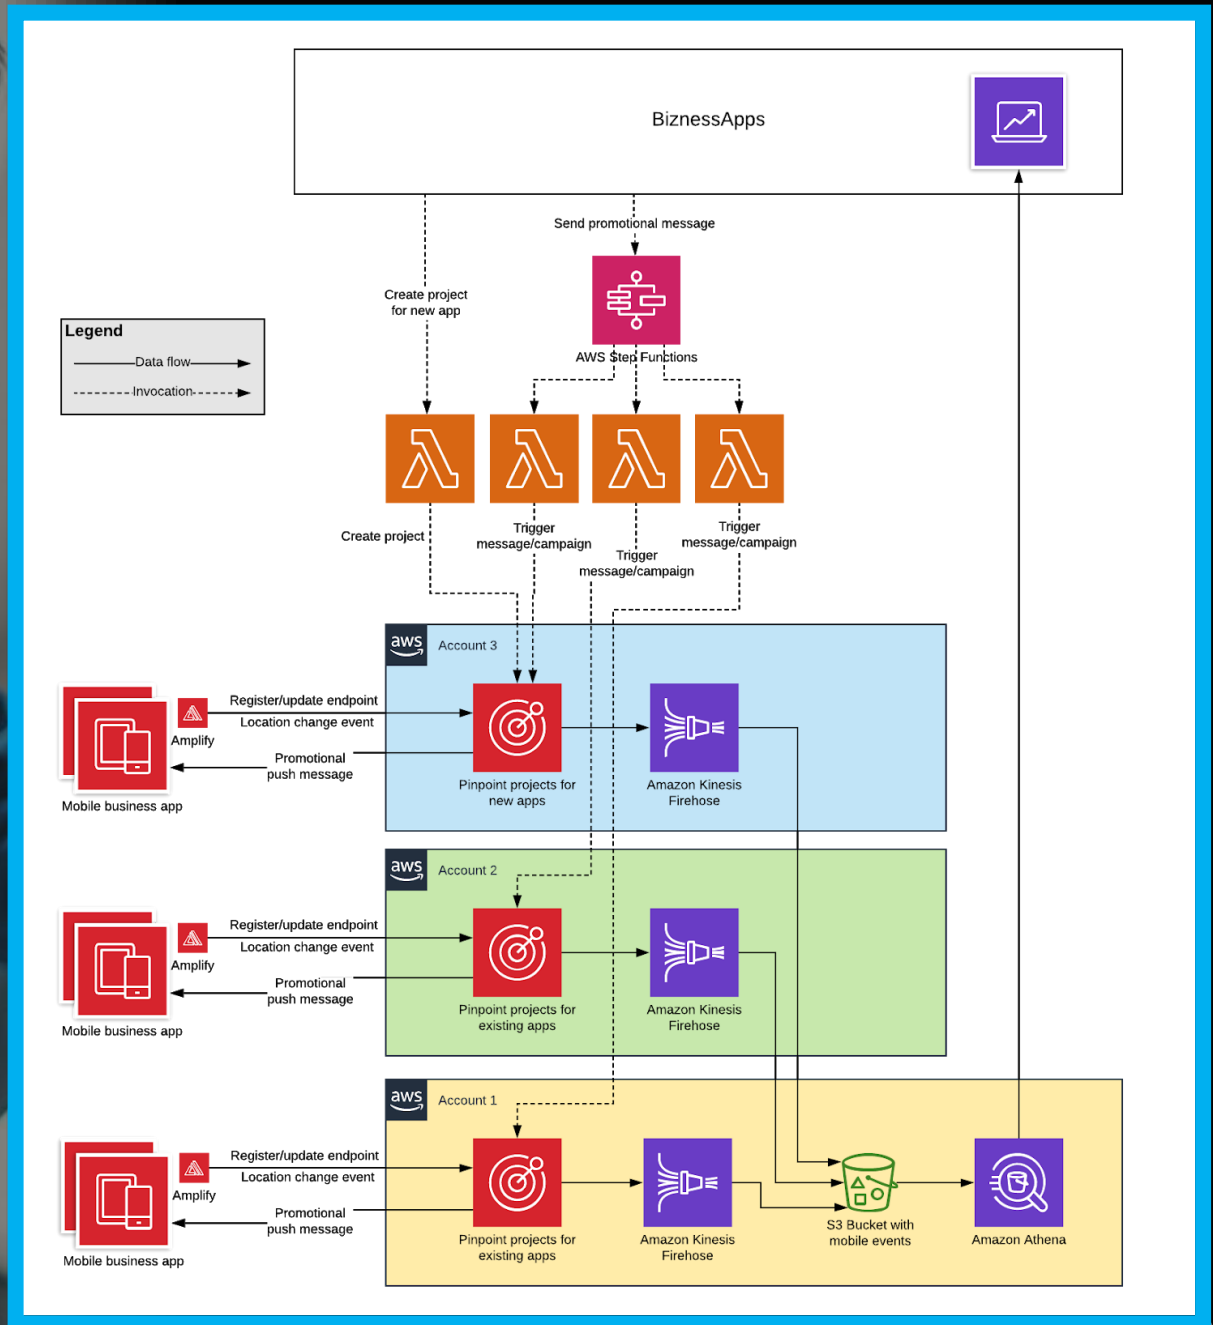 BiznessApps
Send promotional message
Create project
for new app
AWS Step Functions
Legend
Data flow
Invocation
Create project
Trigger
message/campaign
Trigger
message/campaign
Trigger
message/campaign
aws
Account 3
Register/update endpoint
Location change event
Amplify
Promotional
push message
Mobile business app
Pinpoint projects for
new apps
Amazon Kinesis
Firehose
aws
Account 2
Register/update endpoint
Location change event
Amplify
Promotional
push message
Mobile business app
Pinpoint projects for
existing apps
Amazon Kinesis
Firehose
aws
Account 1
Register/update endpoint
Location change event
Amplify
Promotional
push message
Mobile business app
Pinpoint projects for
existing apps
Amazon Kinesis
Firehose
S3 Bucket with
mobile events
Amazon Athena